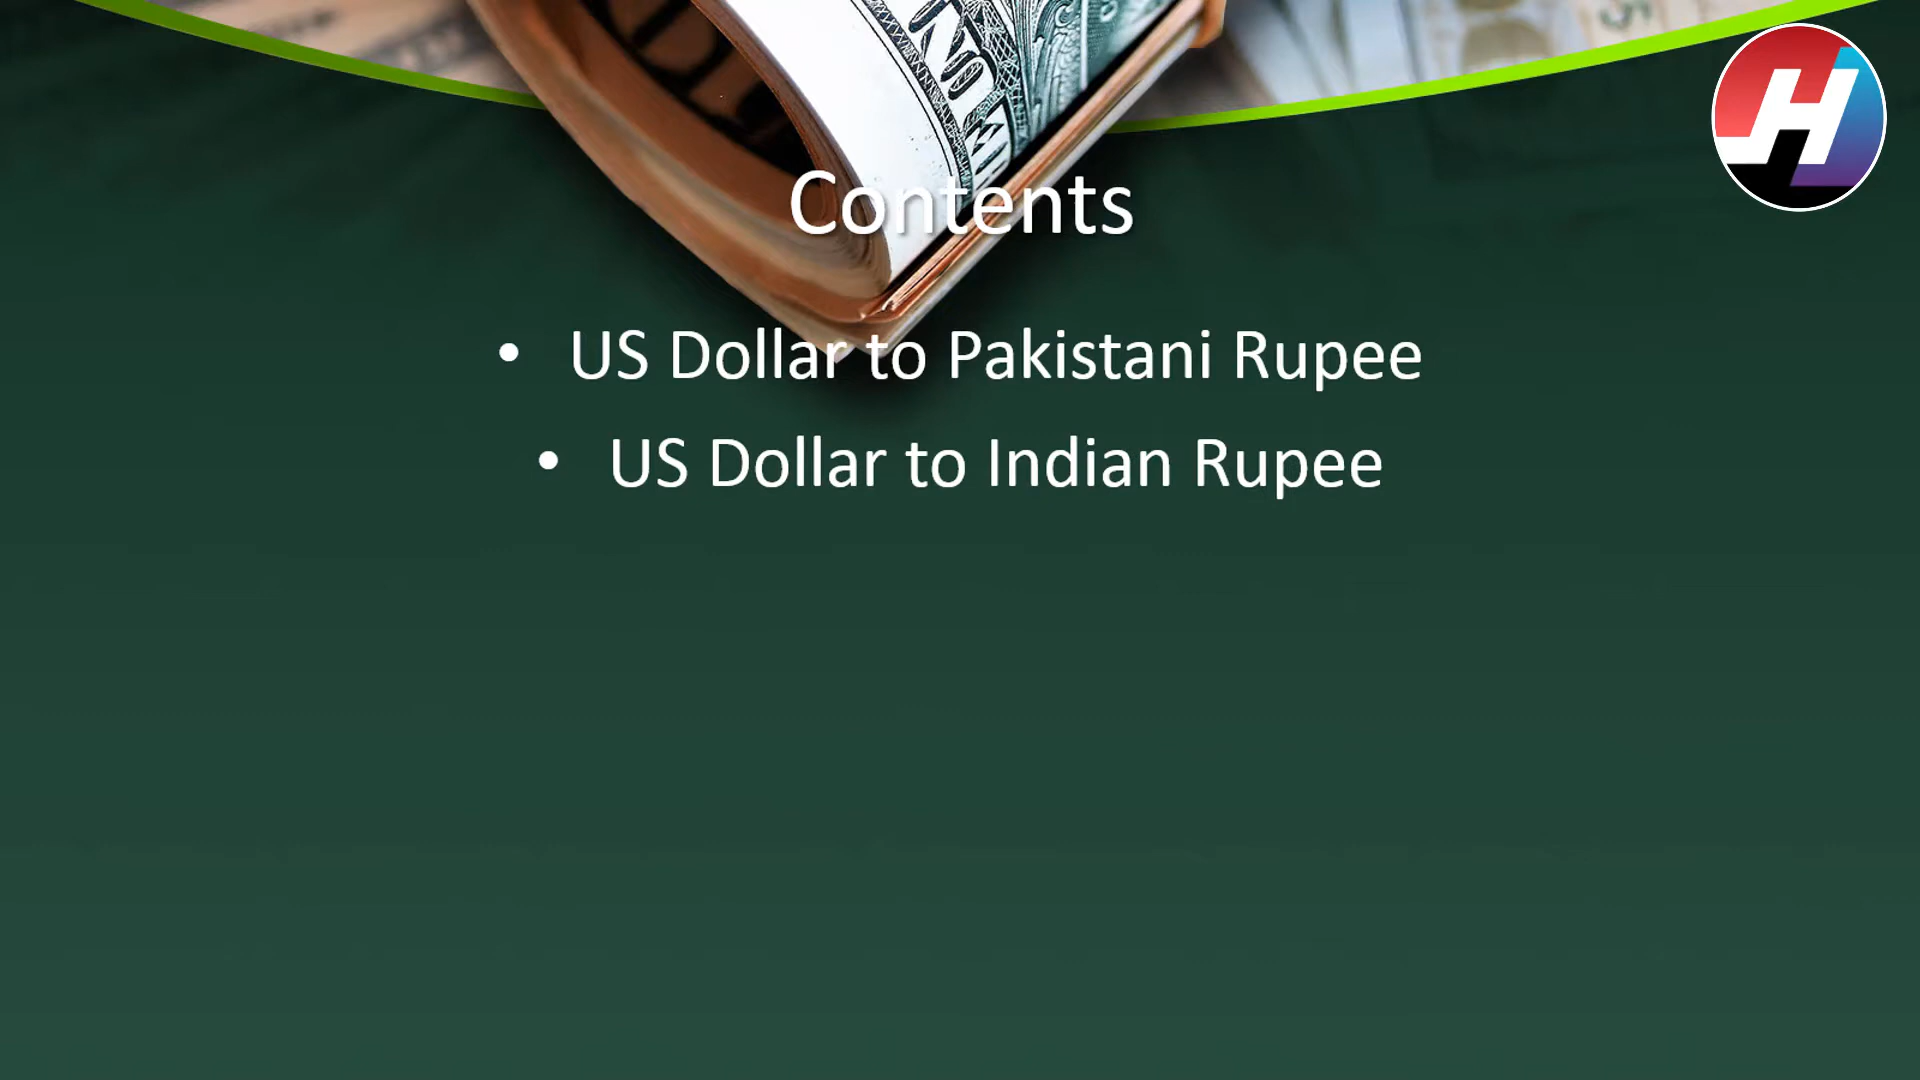 Contents
• US Dollar to Pakistani Rupee
• US Dollar to Indian Rupee